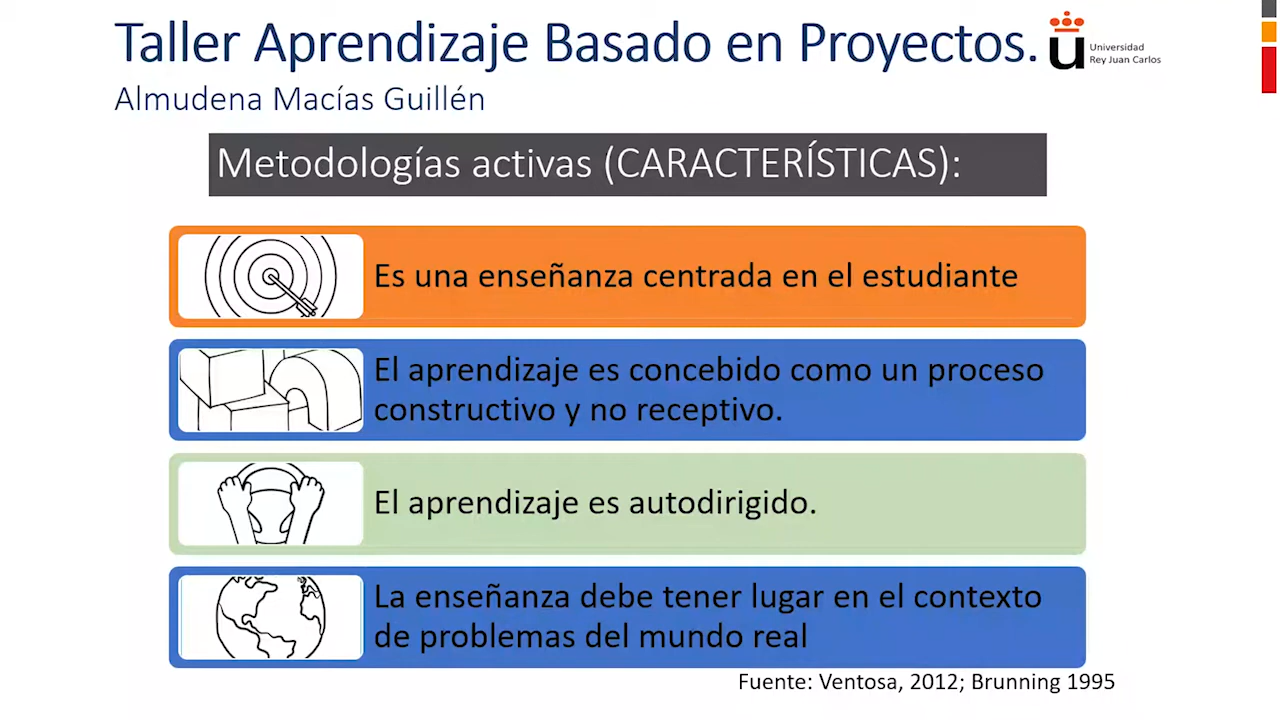 Taller Aprendizaje Basado en Proyectos.
Universidad
Rey Juan Carlos
Almudena Macías Guillén
Metodologías activas (CARACTERÍSTICAS):
Es una enseñanza centrada en el estudiante
El aprendizaje es concebido como un proceso
constructivo y no receptivo.
El aprendizaje es autodirigido.
La enseñanza debe tener lugar en el contexto
de problemas del mundo real
Fuente: Ventosa, 2012; Brunning 1995